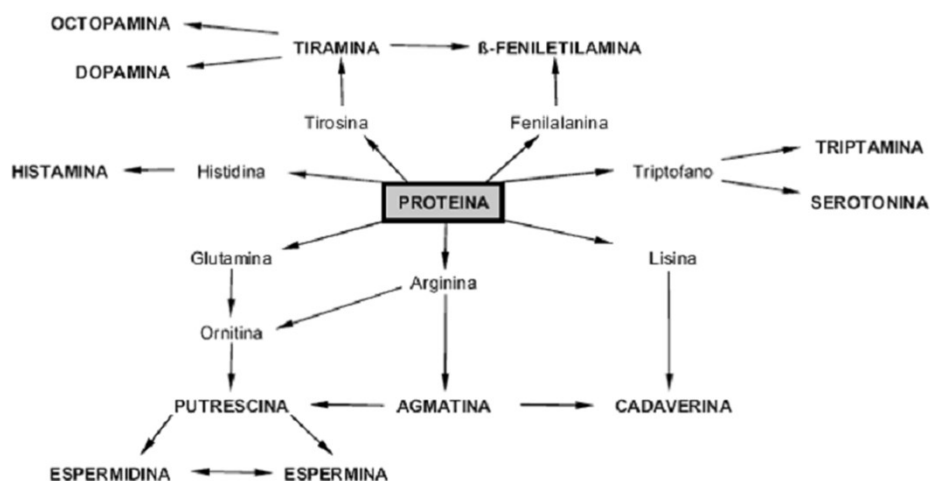 OCTOPAMINA
TIRAMINA
ß-FENILETILAMINA
DOPAMINA
Tirosina
Fenilalanina
TRIPTAMINA
HISTAMINA
Histidina
Triptofano
PROTEINA
SEROTONINA
Glutamina
Lisina
Arginina
Ornitina
PUTRESCINA
AGMATINA
CADAVERINA
ESPERMIDINA
ESPERMINA